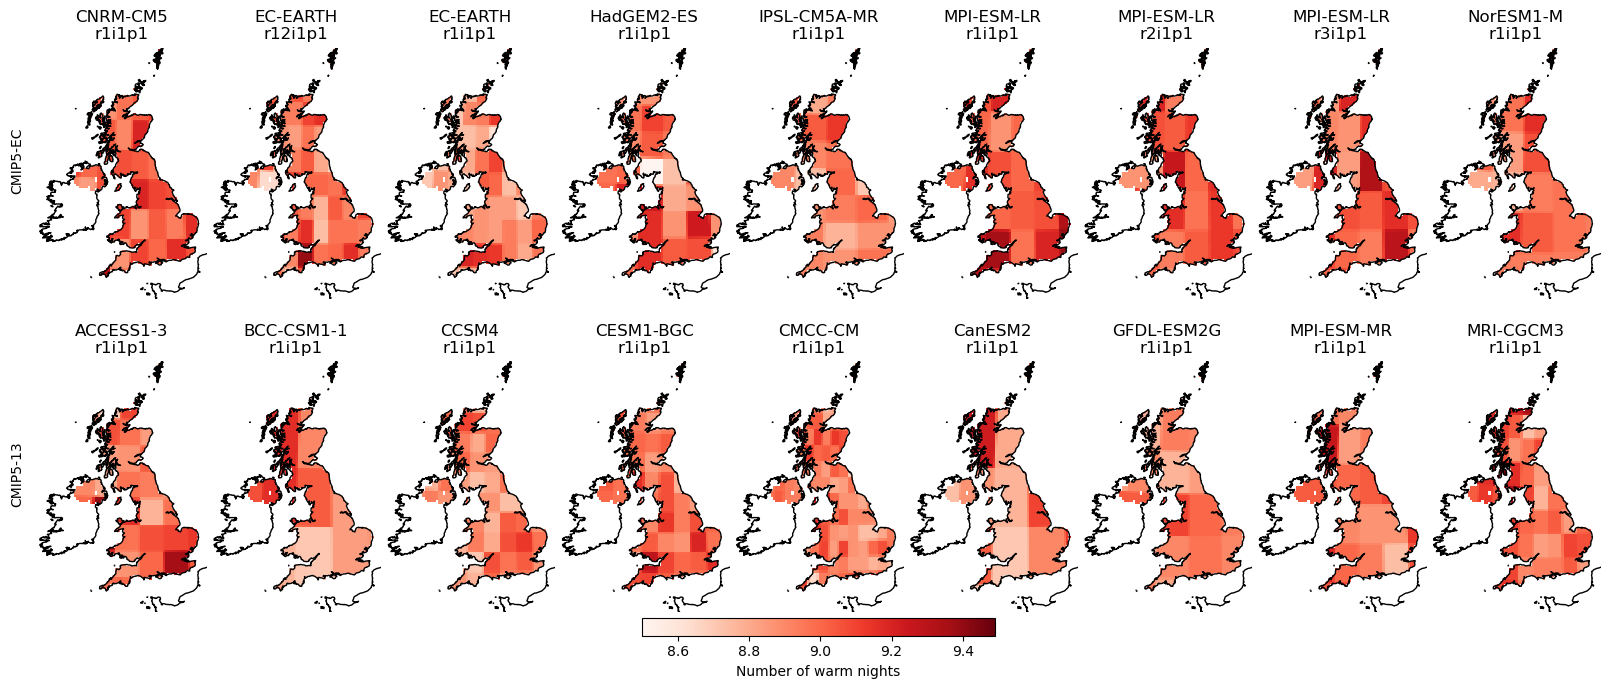 CNRM-CM5
r1i1p1
EC-EARTH
r12i1p1
EC-EARTH
r1i1p1
HadGEM2-ES
r1i1p1
IPSL-CM5A-MR
r1i1p1
MPI-ESM-LR
r1i1p1
MPI-ESM-LR
r2i1p1
MPI-ESM-LR
r3i1p1
NorESM1-M
r1i1p1
CMIP5-EC
ACCESS1-3
r1i1p1
BCC-CSM1-1
r1i1p1
CCSM4
r1i1p1
CESM1-BGC
r1i1p1
CMCC-CM
r1i1p1
CanESM2
r1i1p1
GFDL-ESM2G
r1i1p1
MPI-ESM-MR
r1i1p1
MRI-CGCM3
r1i1p1
CMIP5-13
8.6 8.8 9.0 9.2 9.4
Number of warm nights